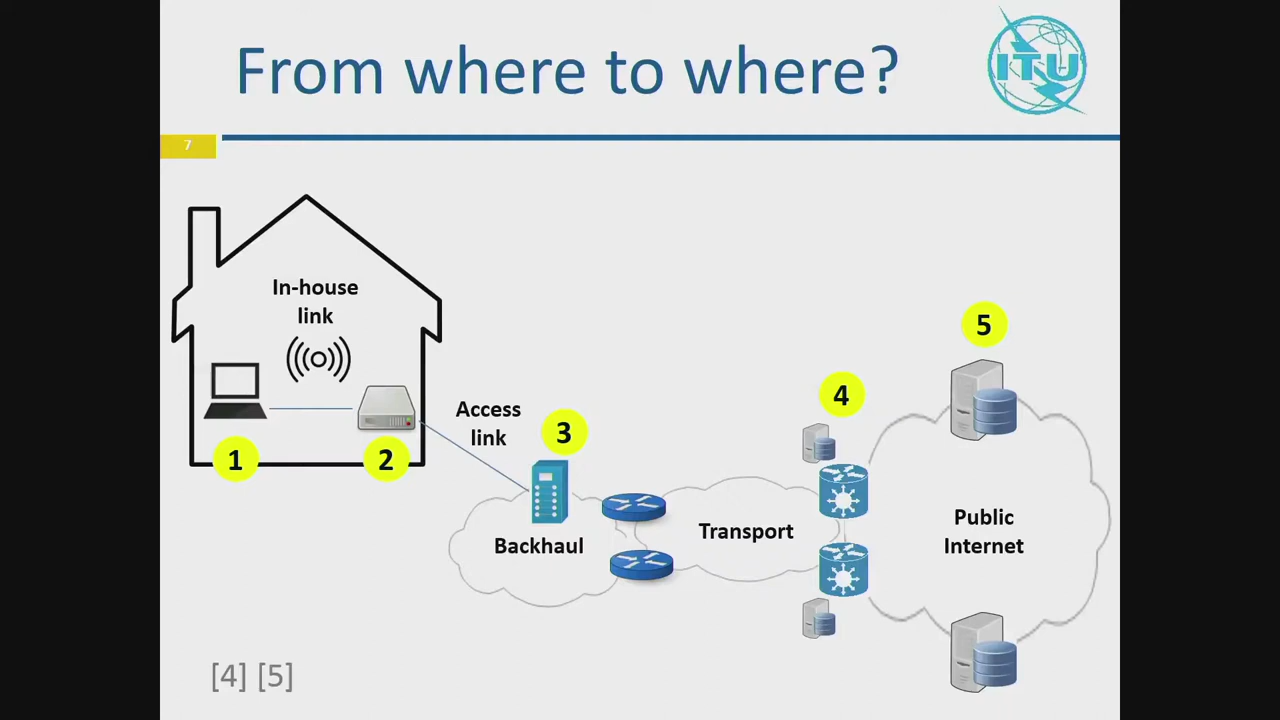 From where to where?
ITU
7
In-house
link
Access
link
1
2
3
4
5
Backhaul
Transport
Public
Internet
[4] [5]